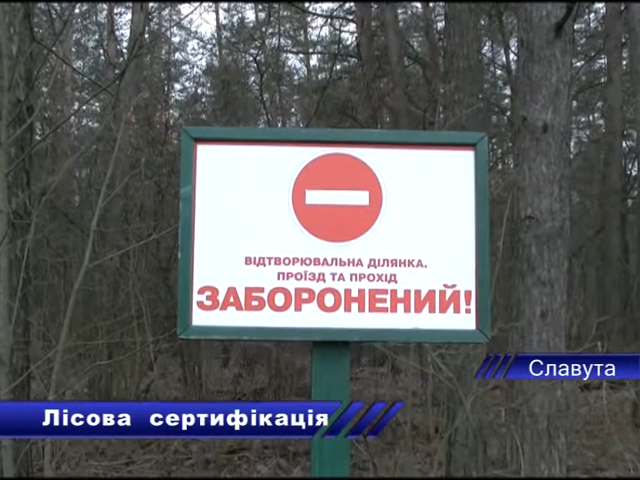 ВІДТВОРЮВАЛЬНА ДІЛЯНКА.
ПРОЇЗД ТА ПРОХІД
ЗАБОРОНЕНИЙ!
Славута
Лісова сертифікація